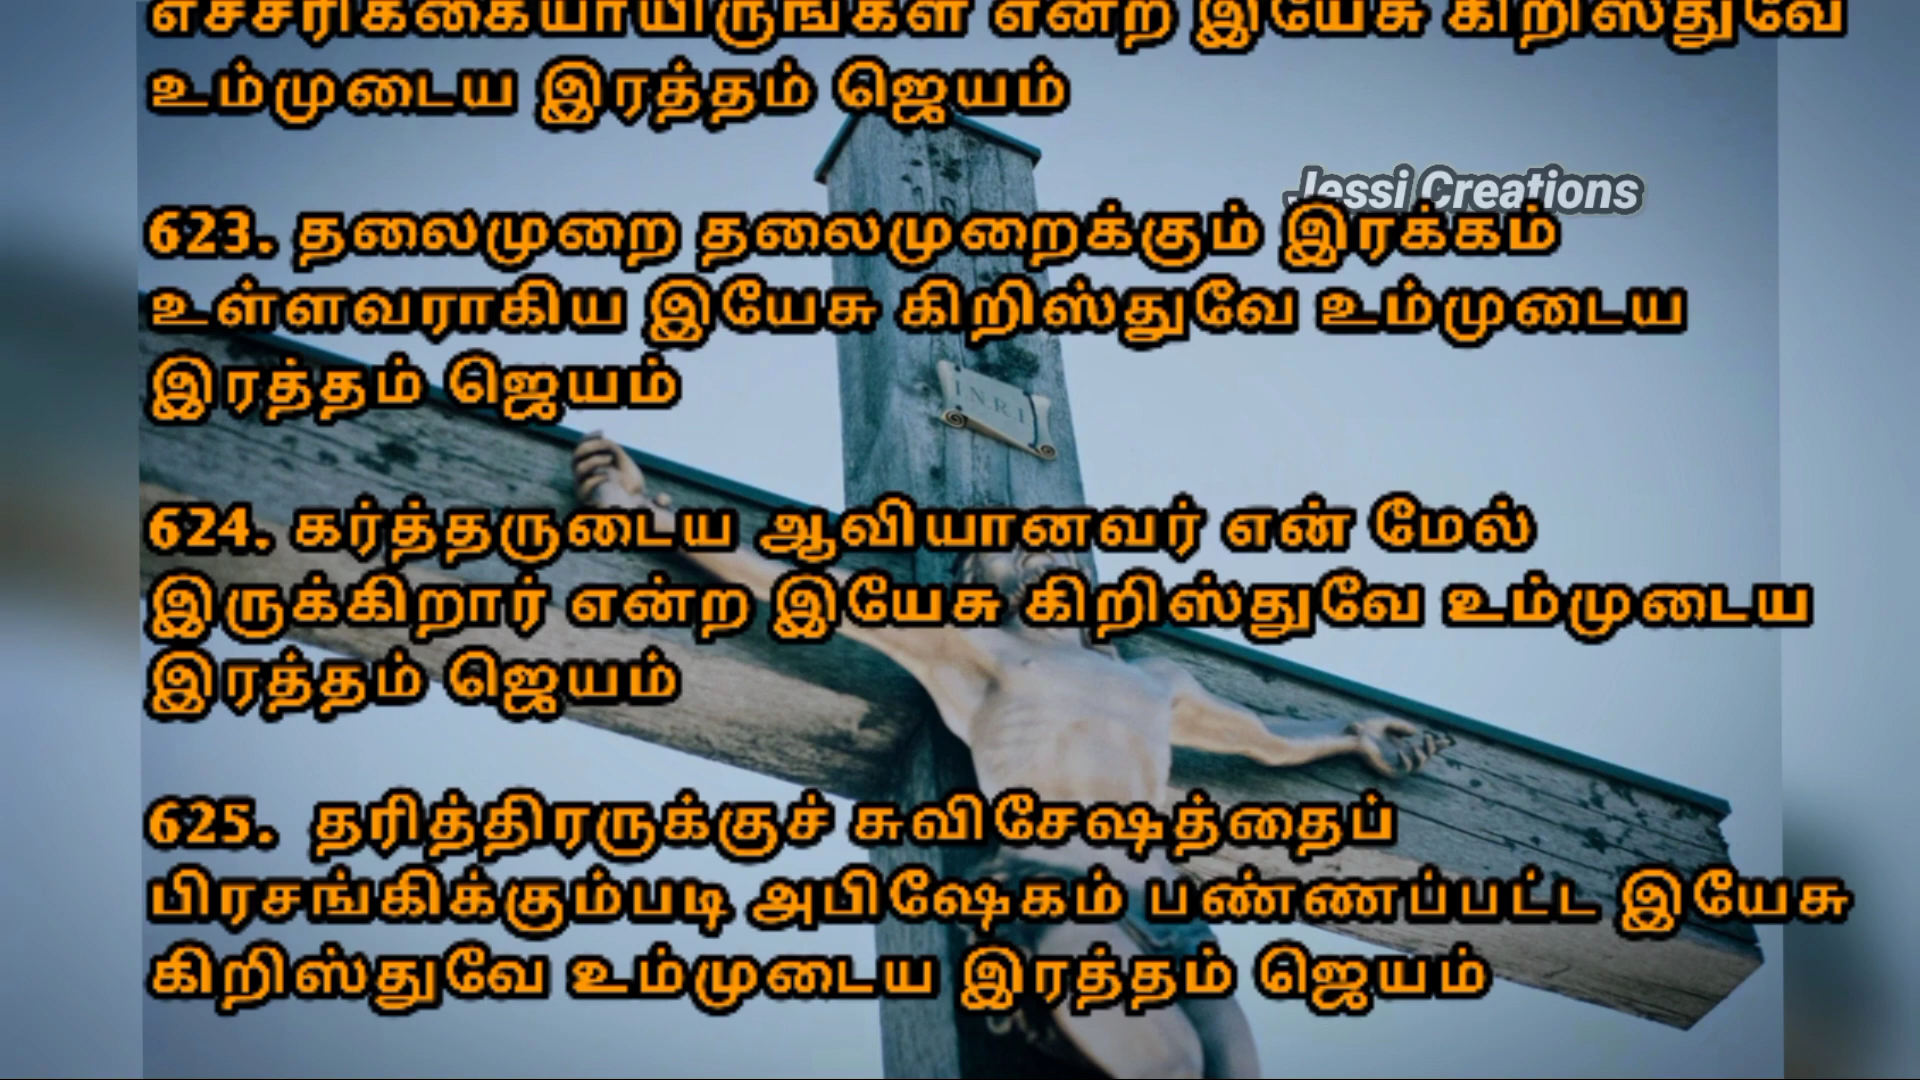 எச்சரிக்கையாயிருங்கள் என்ற இயேசு கிறிஸ்துவே
உம்முடைய இரத்தம் ஜெயம்
Jessi Creations
623. தலைமுறை தலைமுறைக்கும் இரக்கம்
உள்ளவராகிய இயேசு கிறிஸ்துவே உம்முடைய
இரத்தம் ஜெயம்
INRI
624. கர்த்தருடைய ஆவியானவர் என் மேல்
இருக்கிறார் என்ற இயேசு கிறிஸ்துவே உம்முடைய
இரத்தம் ஜெயம்
625. தரித்திரருக்குச் சுவிசேஷத்தைப்
பிரசங்கிக்கும்படி அபிஷேகம் பண்ணப்பட்ட இயேசு
கிறிஸ்துவே உம்முடைய இரத்தம் ஜெயம்